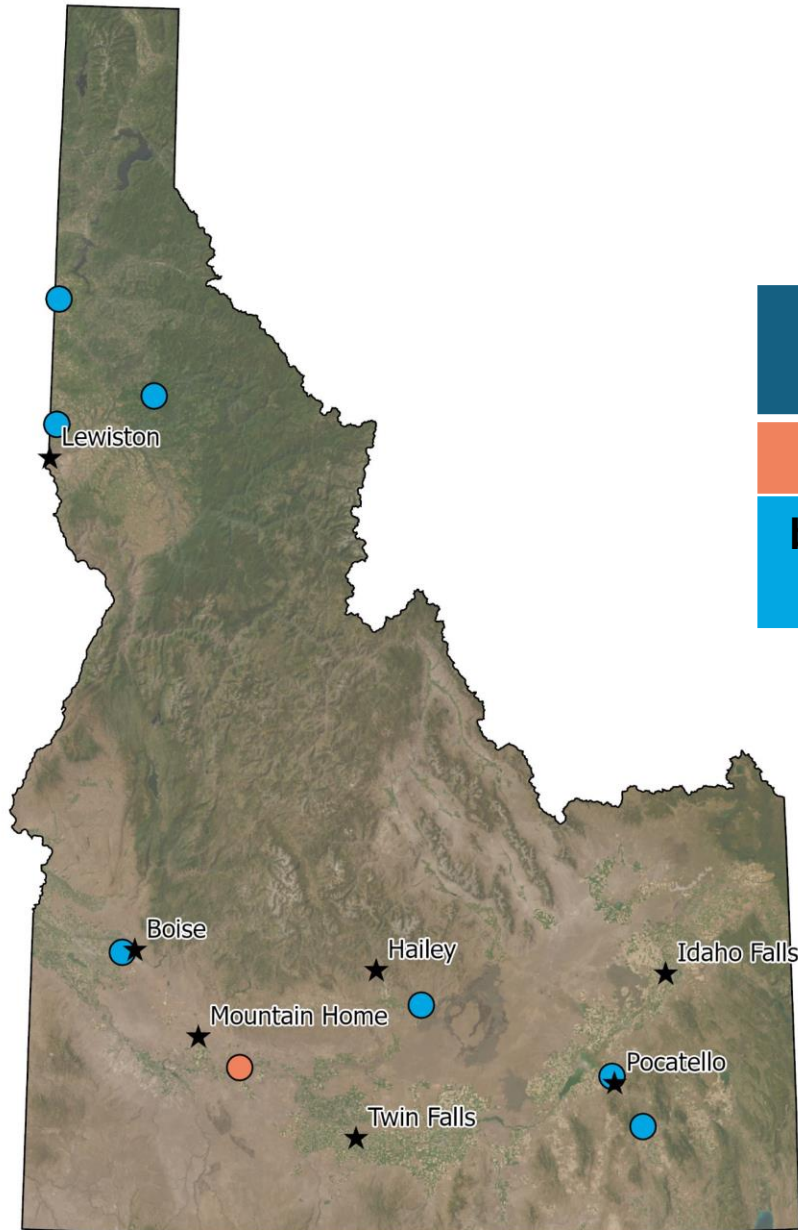 Lewiston
Boise
Hailey
Idaho Falls
Mountain Home
Pocatello
Twin Falls